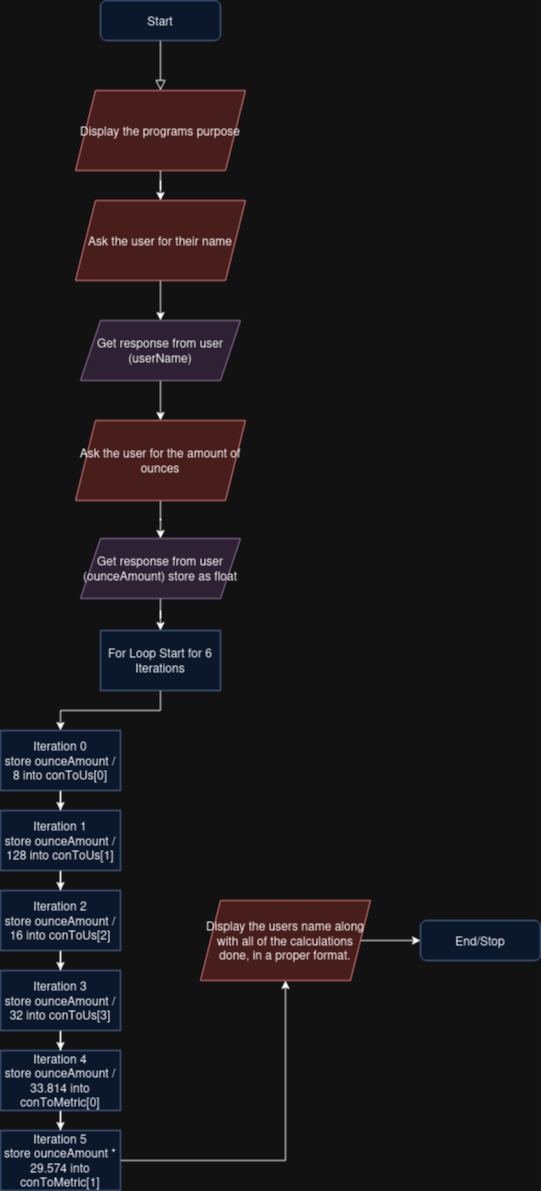 Start
Display the programs purpose
Ask the user for their name
Get response from user
(userName)
Ask the user for the amount of
ounces
Get response from user
(ounceAmount) store as float
For Loop Start for 6
Iterations
Iteration 0
store ounceAmount /
8 into conToUs[0]
Iteration 1
store ounceAmount /
128 into conToUs[1]
Iteration 2
store ounceAmount /
16 into conToUs[2]
Iteration 3
store ounceAmount /
32 into conToUs[3]
Iteration 4
store ounceAmount /
33.814 into
conToMetric[0]
Iteration 5
store ounceAmount *
29.574 into
conToMetric[1]
Display the users name along
with all of the calculations
done, in a proper format.
End/Stop